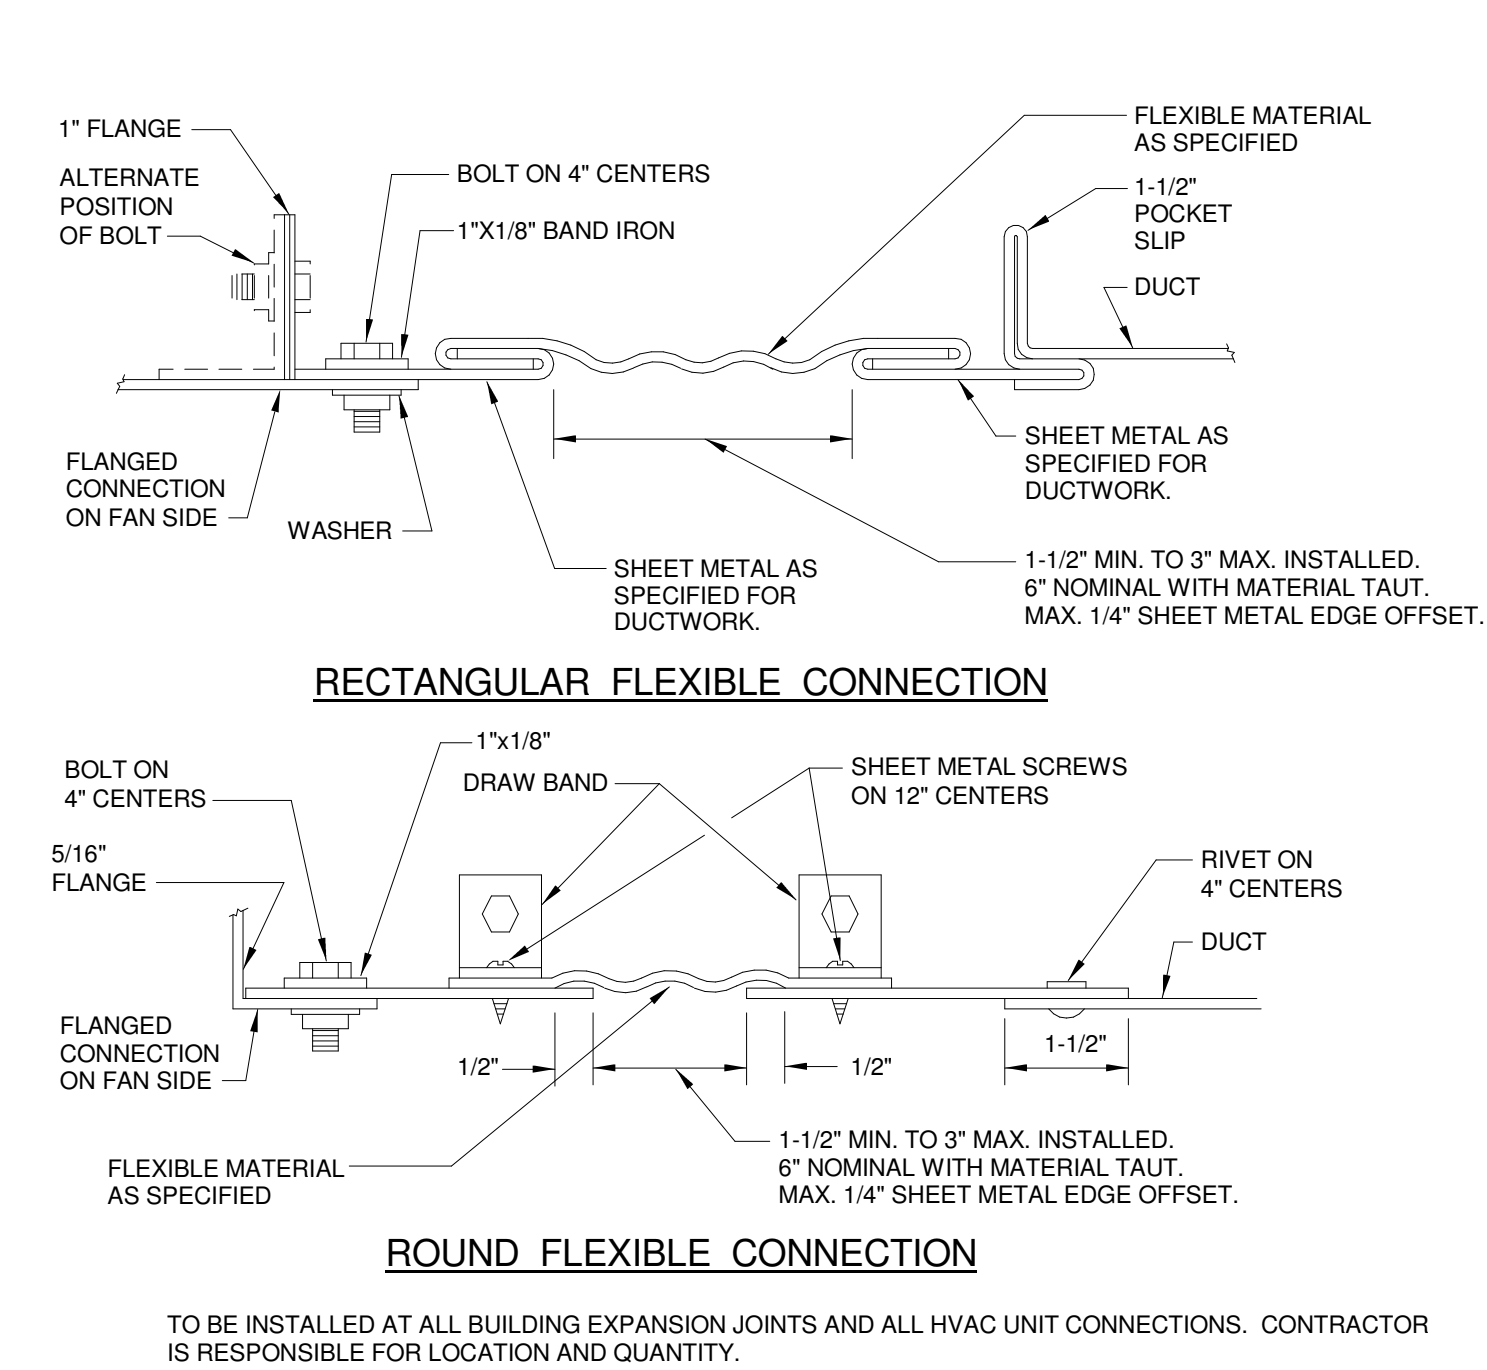 1" FLANGE
ALTERNATE
POSITION
OF BOLT
BOLT ON 4" CENTERS
1"X1/8" BAND IRON
FLEXIBLE MATERIAL
AS SPECIFIED
1-1/2"
POCKET
SLIP
DUCT
FLANGED
CONNECTION
ON FAN SIDE
WASHER
SHEET METAL AS
SPECIFIED FOR
DUCTWORK.
SHEET METAL AS
SPECIFIED FOR
DUCTWORK.
1-1/2" MIN. TO 3" MAX. INSTALLED.
6" NOMINAL WITH MATERIAL TAUT.
MAX. 1/4" SHEET METAL EDGE OFFSET.
RECTANGULAR FLEXIBLE CONNECTION
BOLT ON
4" CENTERS
1"x1/8"
DRAW BAND
SHEET METAL SCREWS
ON 12" CENTERS
5/16"
FLANGE
RIVET ON
4" CENTERS
DUCT
FLANGED
CONNECTION
ON FAN SIDE
1/2"
1/2"
1-1/2"
FLEXIBLE MATERIAL
AS SPECIFIED
1-1/2" MIN. TO 3" MAX. INSTALLED.
6" NOMINAL WITH MATERIAL TAUT.
MAX. 1/4" SHEET METAL EDGE OFFSET.
ROUND FLEXIBLE CONNECTION
TO BE INSTALLED AT ALL BUILDING EXPANSION JOINTS AND ALL HVAC UNIT CONNECTIONS. CONTRACTOR
IS RESPONSIBLE FOR LOCATION AND QUANTITY.